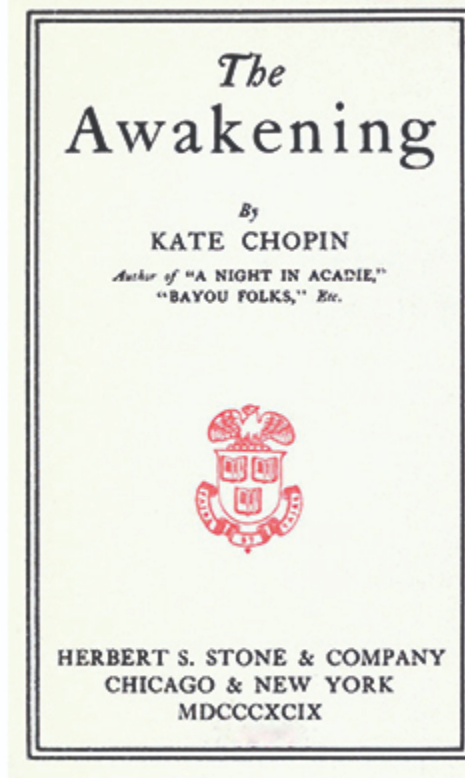 The
Awakening
By
KATE CHOPIN
Author of "A NIGHT IN ACADIE,"
"BAYOU FOLKS," Etc.
HERBERT S. STONE & COMPANY
CHICAGO & NEW YORK
MDCCCXCIX